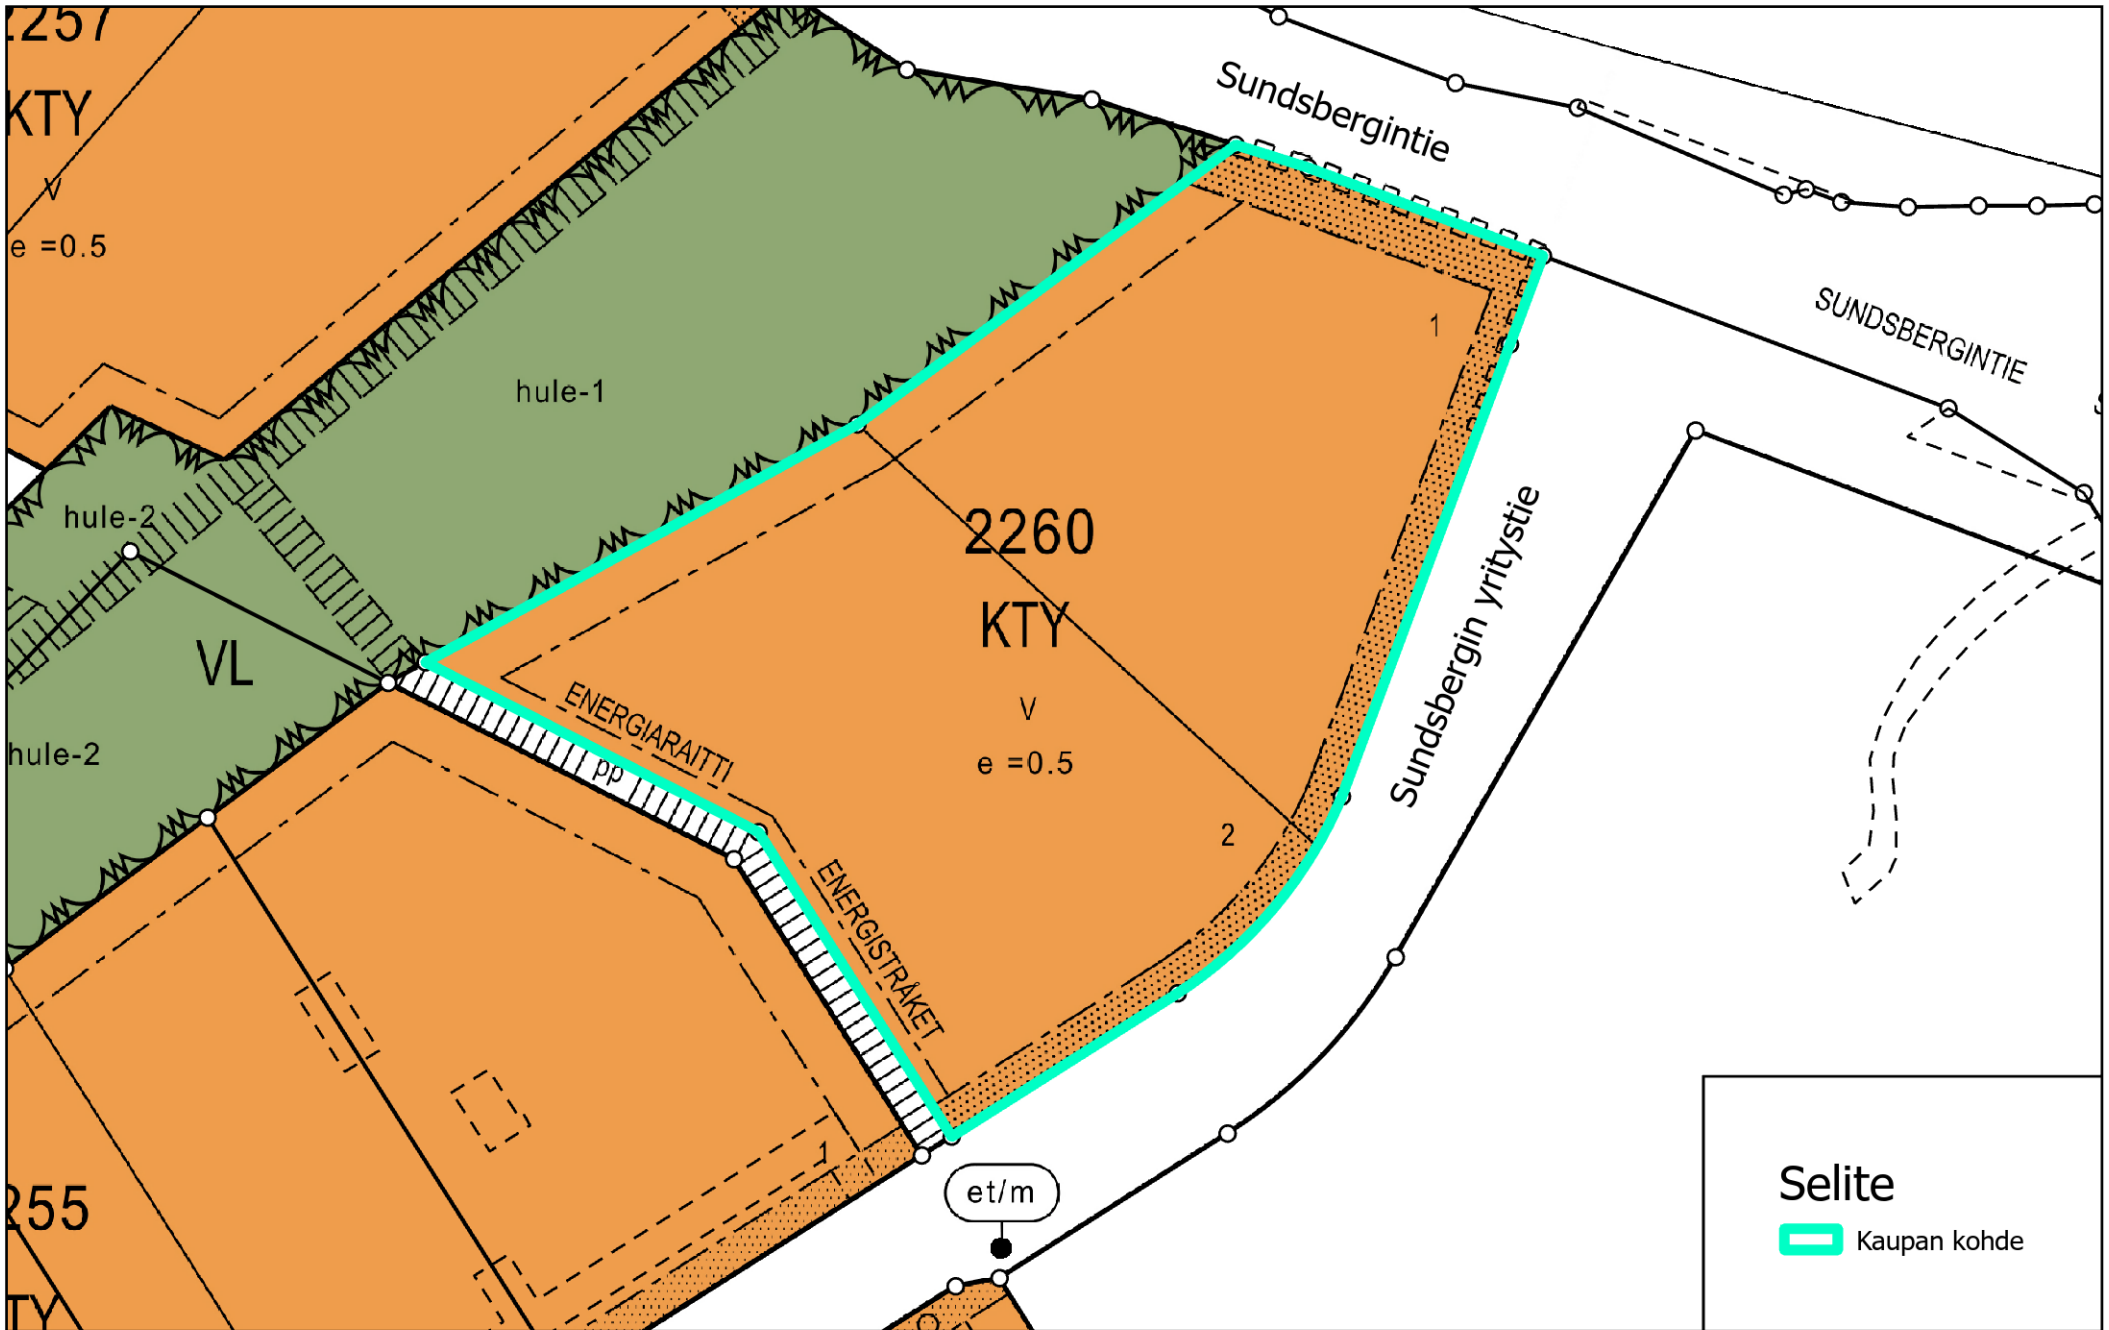 2257
KTY
V
e =0.5
Sundsbergintie
SUNDSBERGINTIE
hule-1
hule-2
VL
hule-2
1
2260
KTY
V
e =0.5
2
Sundsbergin yritystie
ENERGIARAITTI
pp
ENERGISTRÅKET
1
et/m
255
TY
Selite
Kaupan kohde